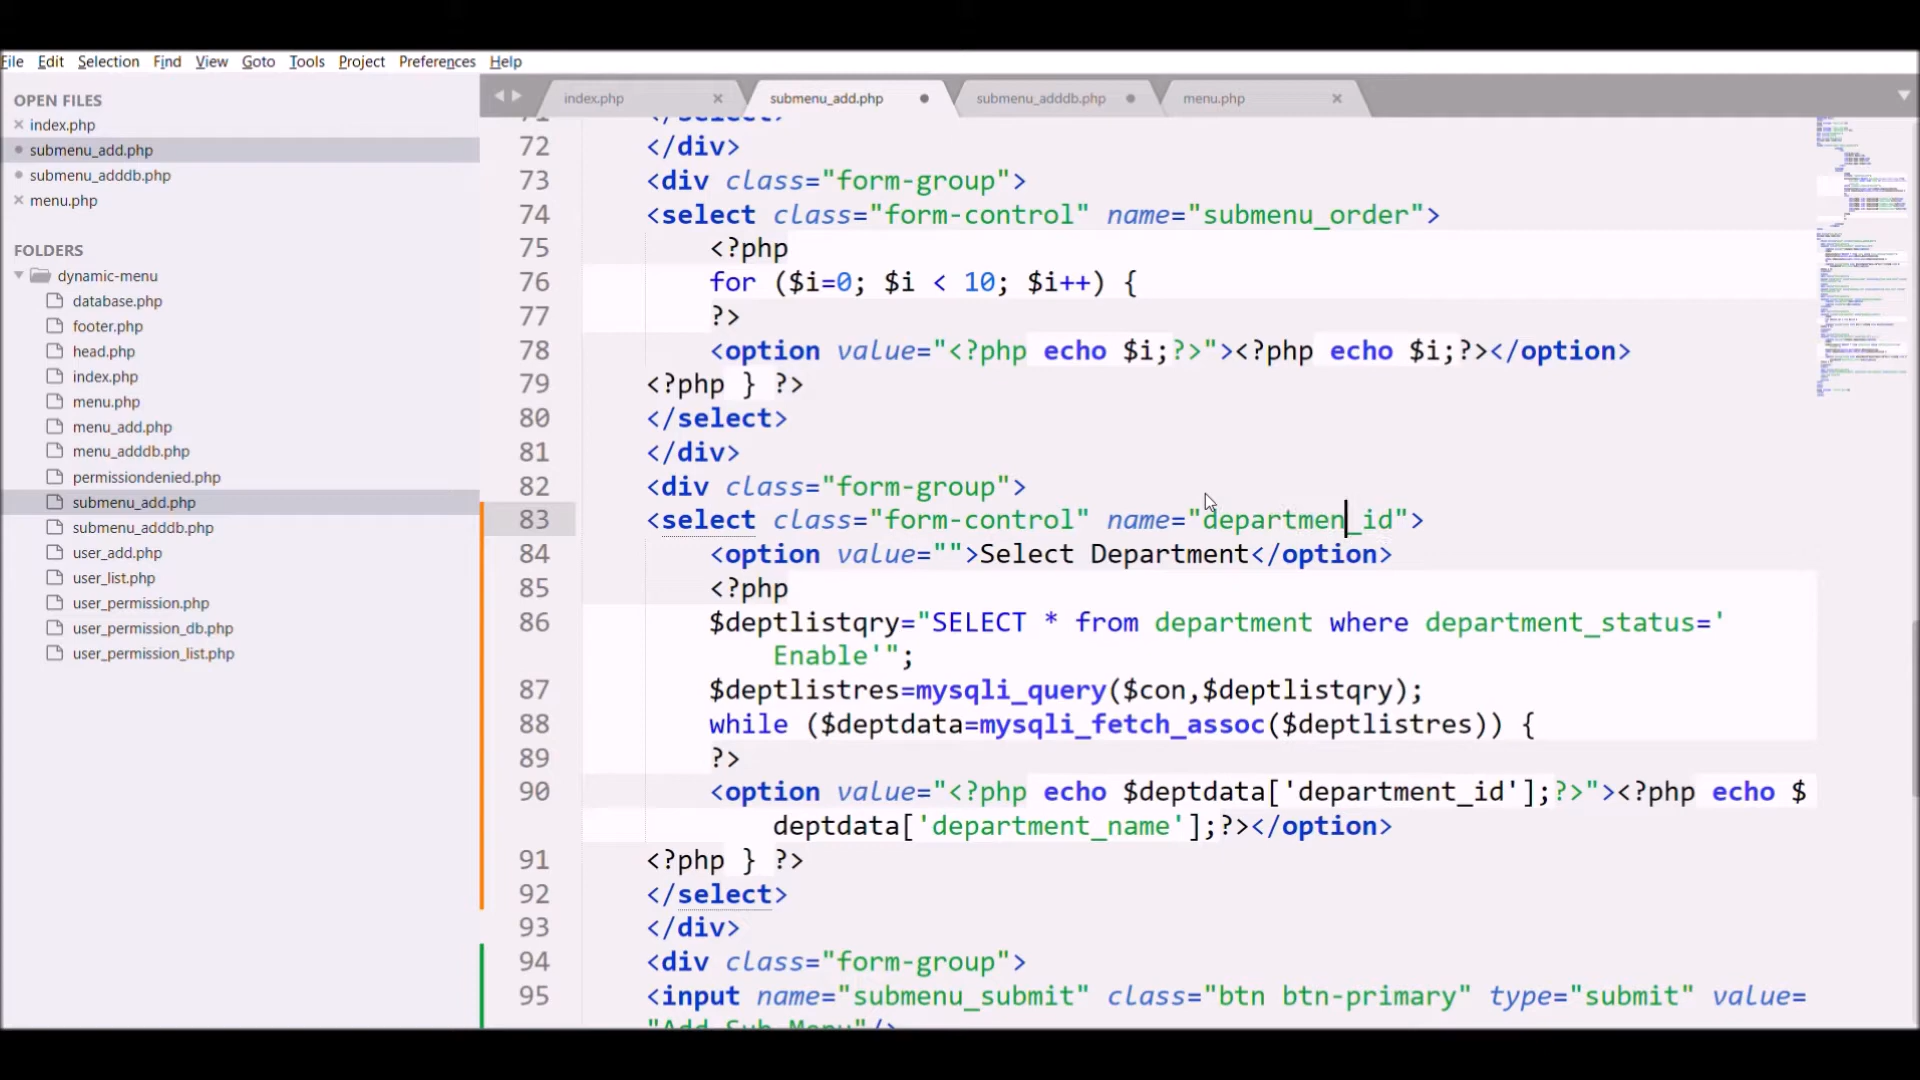 File Edit Selection Find View Goto Tools Project Preferences Help
OPEN FILES
index.php
submenu_add.php
submenu_adddb.php
menu.php
FOLDERS
dynamic-menu
database.php
footer.php
head.php
index.php
menu.php
menu_add.php
menu_adddb.php
permissiondenied.php
submenu_add.php
submenu_adddb.php
user_add.php
user_list.php
user_permission.php
user_permission_db.php
user_permission_list.php
index.php submenu_add.php submenu_adddb.php menu.php
71 </select>
72 </div>
73 <div class="form-group">
74 <select class="form-control" name="submenu_order">
75 <?php
76 for ($i=0; $i < 10; $i++) {
77 ?>
78 <option value="<?php echo $i;?>"><?php echo $i;?></option>
79 <?php } ?>
80 </select>
81 </div>
82 <div class="form-group">
83 <select class="form-control" name="departmen_id">
84 <option value="">Select Department</option>
85 <?php
86 $deptlistqry="SELECT * from department where department_status='
Enable'";
87 $deptlistres=mysqli_query($con,$deptlistqry);
88 while ($deptdata=mysqli_fetch_assoc($deptlistres)) {
89 ?>
90 <option value="<?php echo $deptdata['department_id'];?>"><?php echo $
deptdata['department_name'];?></option>
91 <?php } ?>
92 </select>
93 </div>
94 <div class="form-group">
95 <input name="submenu_submit" class="btn btn-primary" type="submit" value=
"Add Sub Menu"/>